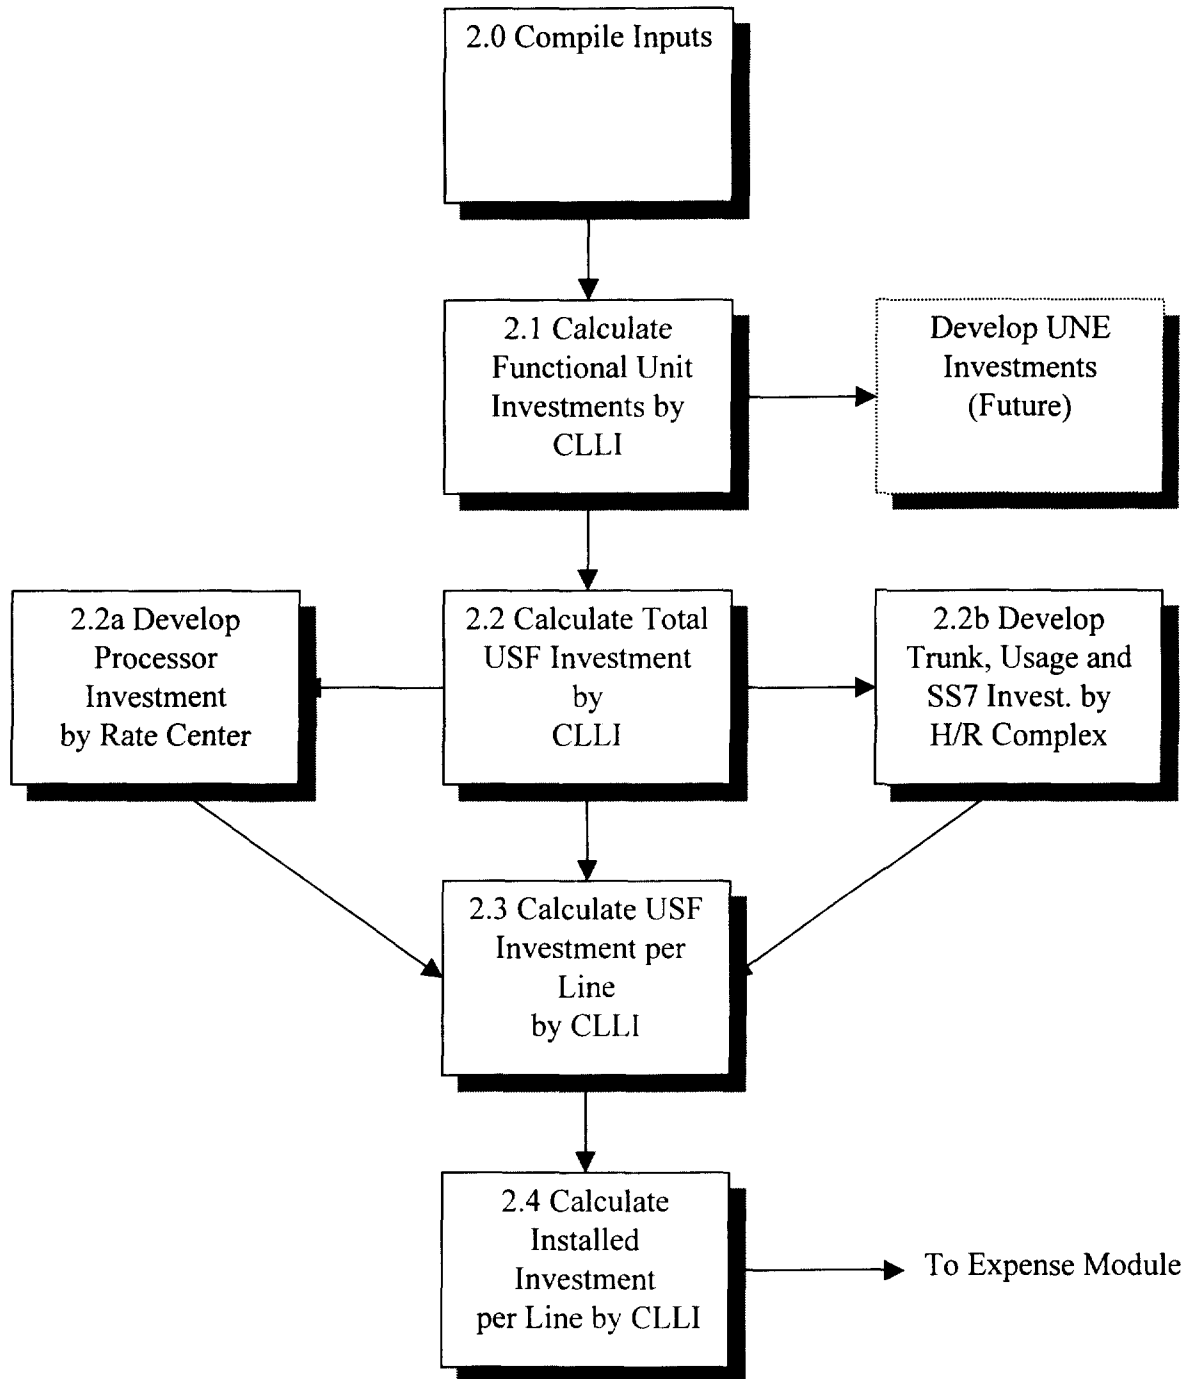 2.0 Compile Inputs
2.1 Calculate
Functional Unit
Investments by
CLLI
Develop UNE
Investments
(Future)
2.2a Develop
Processor
Investment
by Rate Center
2.2 Calculate Total
USF Investment
by
CLLI
2.2b Develop
Trunk, Usage and
SS7 Invest. by
H/R Complex
2.3 Calculate USF
Investment per
Line
by CLLI
2.4 Calculate
Installed
Investment
per Line by CLLI
To Expense Module